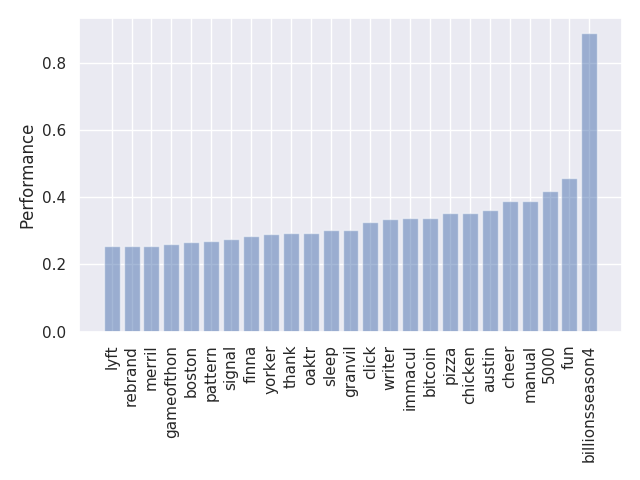 Performance
0.8
0.6
0.4
0.2
0.0
lyft
rebrand
merril
gameofthon
boston
pattern
signal
finna
yorker
thank
oaktr
sleep
granvil
click
writer
immacul
bitcoin
pizza
chicken
austin
cheer
manual
5000
fun
billionsseason4